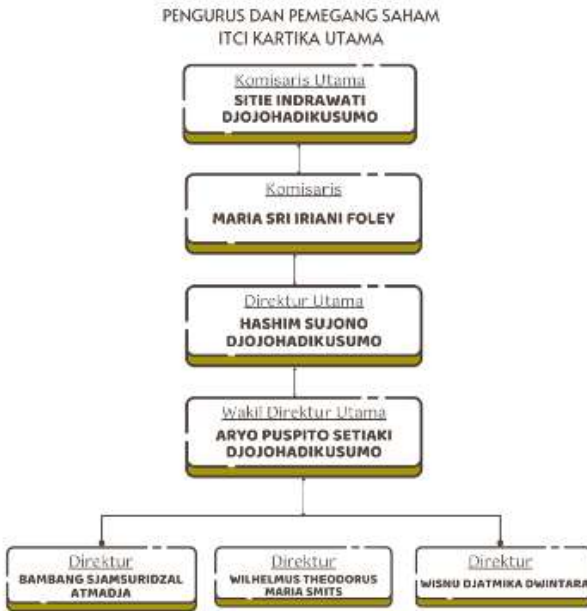 PENGURUS DAN PEMEGANG SAHAM
ITCI KARTIKA UTAMA
Komisaris Utama
SITIE INDRAWATI
DJOJOHADIKUSUMO
Komisaris
MARIA SRI IRIANI FOLEY
Direktur Utama
HASHIM SUJONO
DJOJOHADIKUSUMO
Wakil Direktur Utama
ARYO PUSPITO SETIAKI
DJOJOHADIKUSUMO
Direktur
BAMBANG SJAMSURIDZAL
ATMADJA
Direktur
WILHELMUS THEODORUS
MARIA SMITS
Direktur
WISNU DJATMIKA DWINTARA